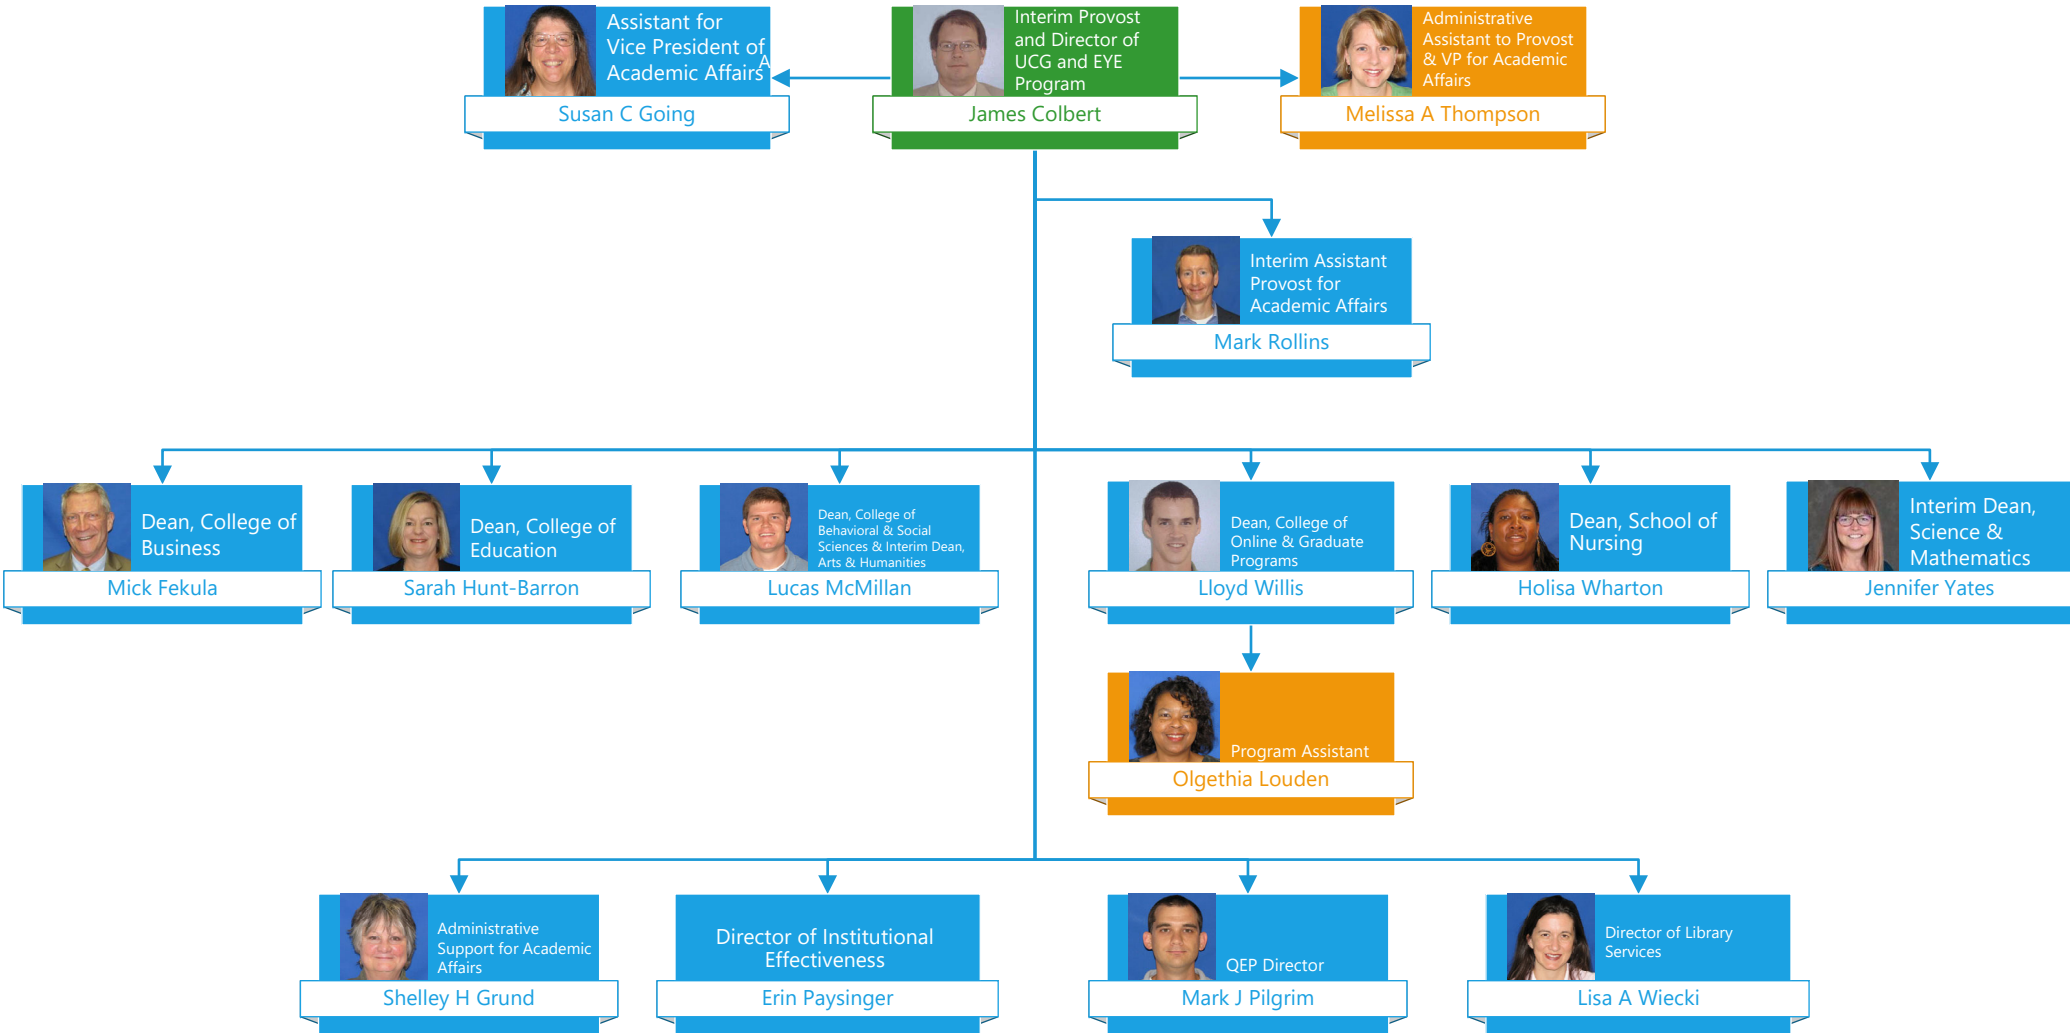 Assistant for
Vice President of
A
Academic Affairs
Susan C Going
Interim Provost
and Director of
UCG and EYE
Program
James Colbert
Administrative
Assistant to Provost
& VP for Academic
Affairs
Melissa A Thompson
Interim Assistant
Provost for
Academic Affairs
Mark Rollins
Dean, College of
Business
Mick Fekula
Dean, College of
Education
Sarah Hunt-Barron
Dean, College of
Behavioral & Social
Sciences & Interim Dean,
Arts & Humanities
Lucas McMillan
Dean, College of
Online & Graduate
Programs
Lloyd Willis
Dean, School of
Nursing
Holisa Wharton
Interim Dean,
Science &
Mathematics
Jennifer Yates
Program Assistant
Olgethia Louden
Administrative
Support for Academic
Affairs
Shelley H Grund
Director of Institutional
Effectiveness
Erin Paysinger
QEP Director
Mark J Pilgrim
Director of Library
Services
Lisa A Wiecki